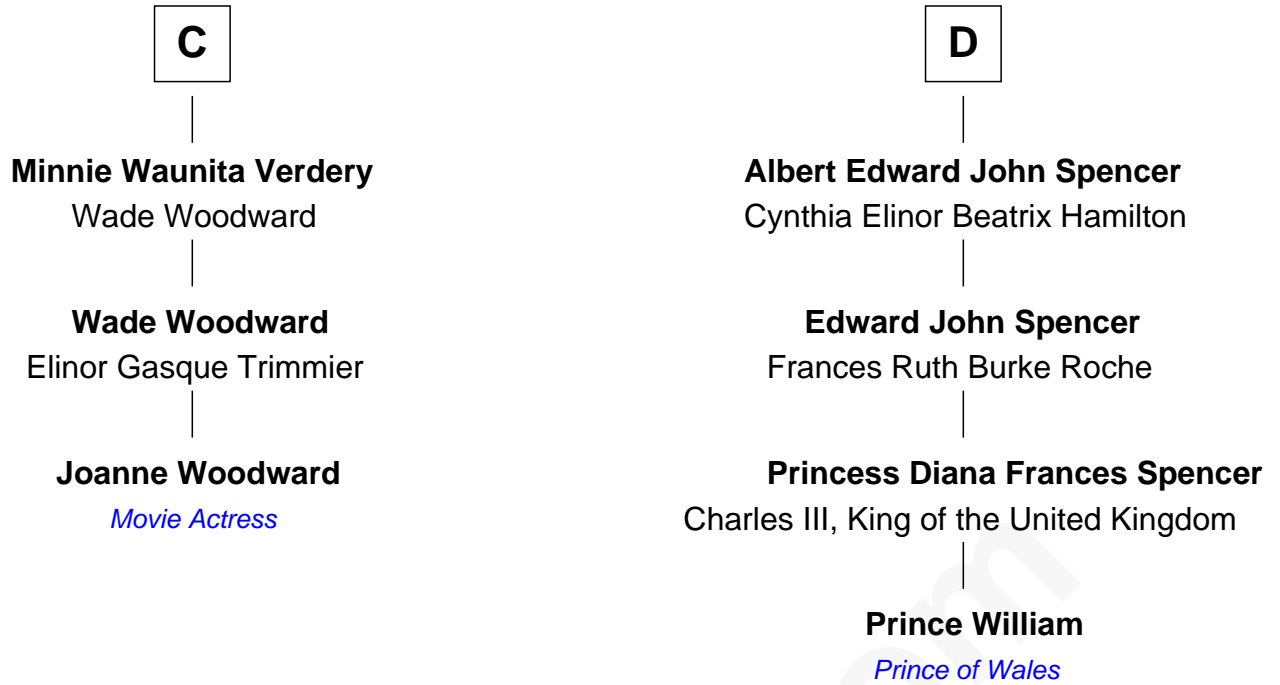 C
Minnie Waunita Verdery
Wade Woodward
Wade Woodward
Elinor Gasque Trimmier
Joanne Woodward
Movie Actress
D
Albert Edward John Spencer
Cynthia Elinor Beatrix Hamilton
Edward John Spencer
Frances Ruth Burke Roche
Princess Diana Frances Spencer
Charles III, King of the United Kingdom
Prince William
Prince of Wales